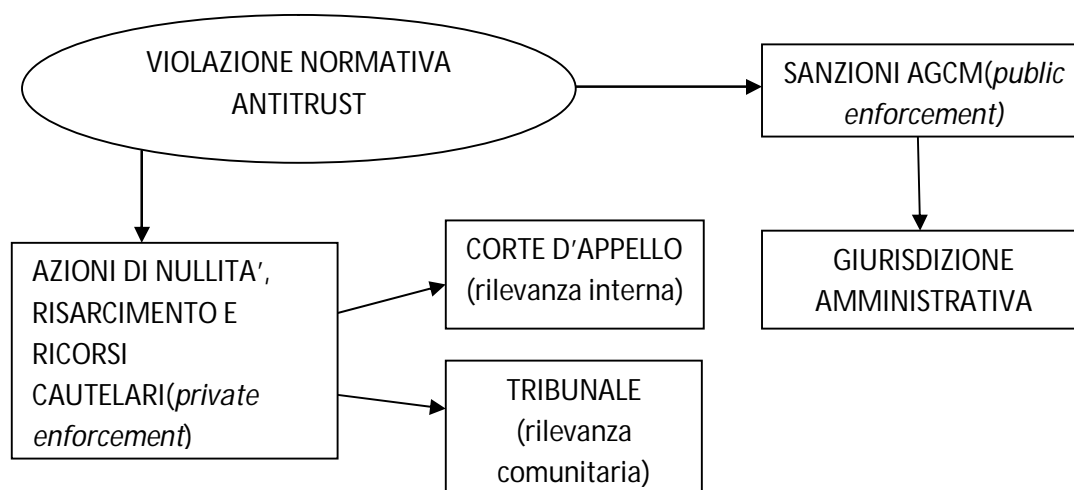 VIOLAZIONE NORMATIVA
ANTITRUST
SANZIONI AGCM(public
enforcement)
AZIONI DI NULLITA’,
RISARCIMENTO E
RICORSI
CAUTELARI(private
enforcement)
CORTE D’APPELLO
(rilevanza interna)
TRIBUNALE
(rilevanza
comunitaria)
GIURISDIZIONE
AMMINISTRATIVA